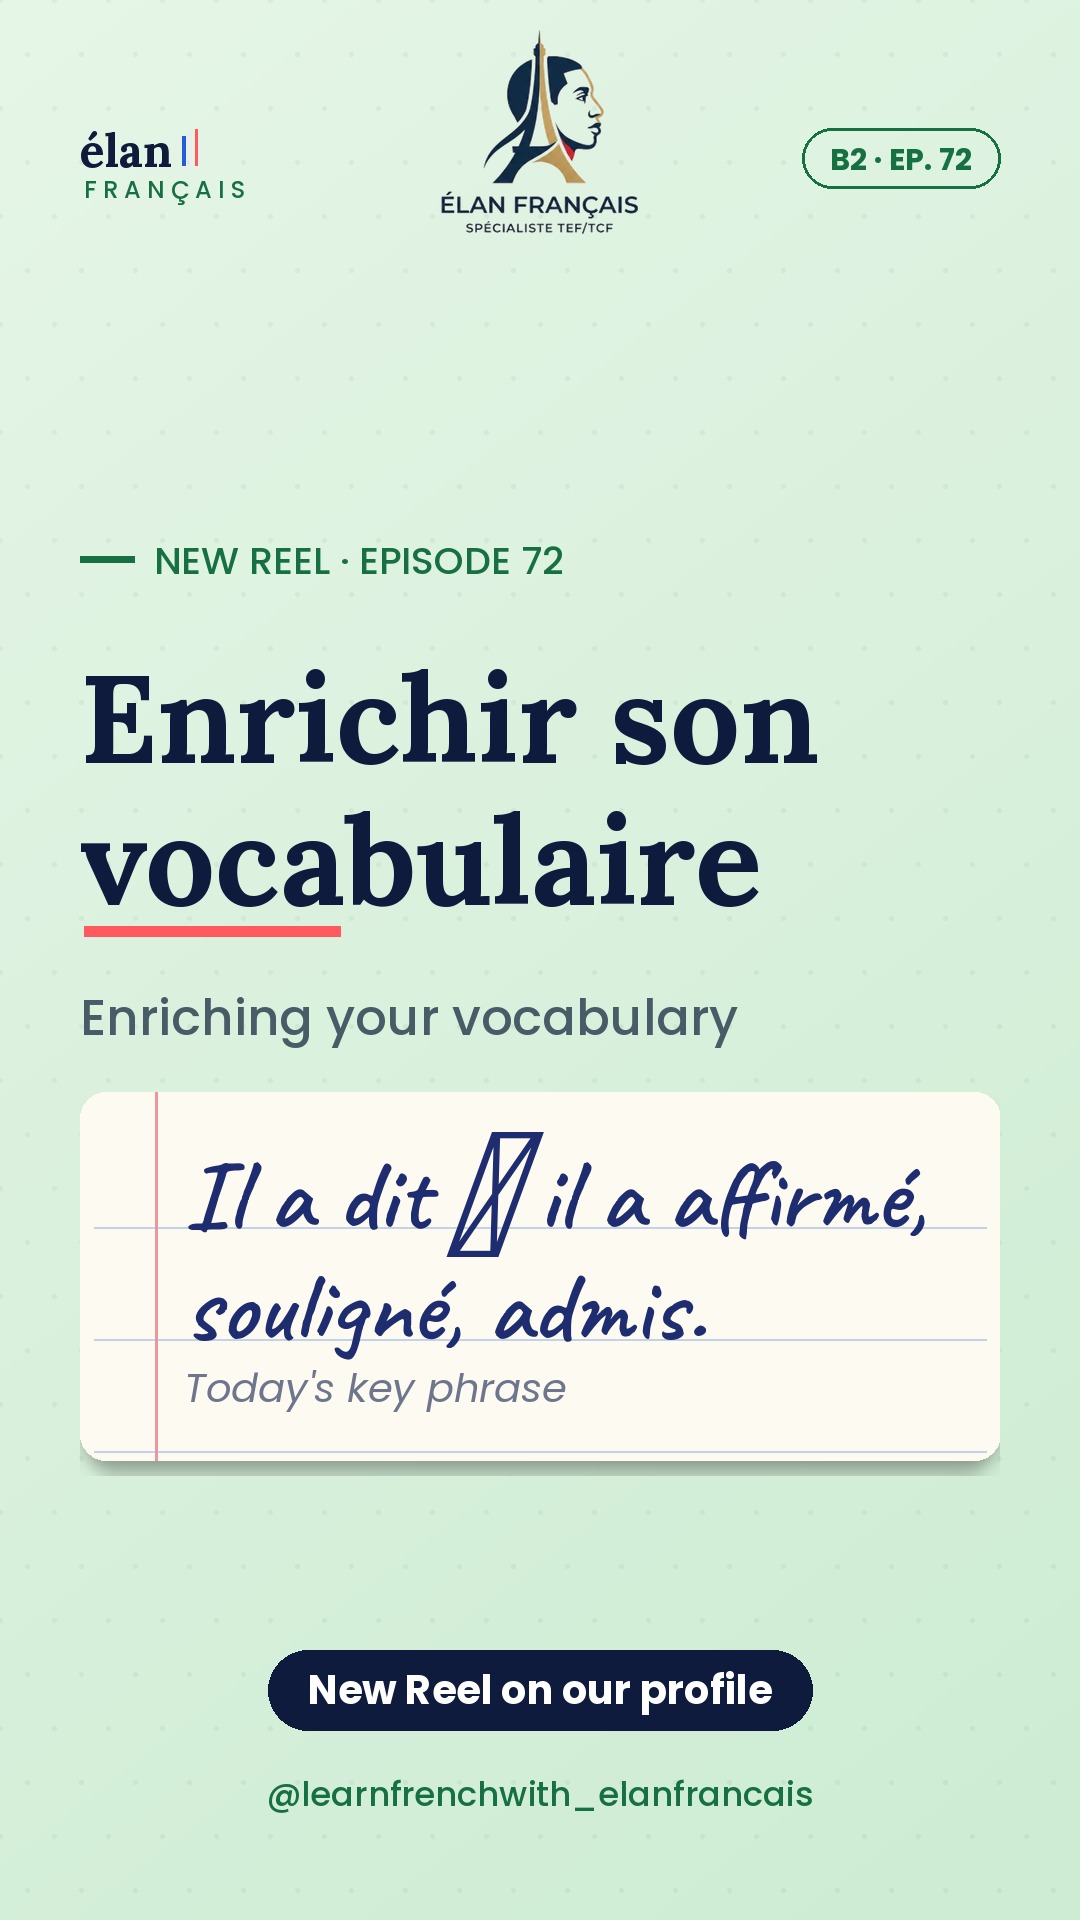 élan
FRANÇAIS
ÉLAN FRANÇAIS
SPÉCIALISTE TEF/TCF
B2 · EP. 72
NEW REEL · EPISODE 72
Enrichir son
vocabulaire
Enriching your vocabulary
Il a dit il a affirmé,
souligné, admis.
Today's key phrase
New Reel on our profile
@learnfrenchwith_elanfrancais